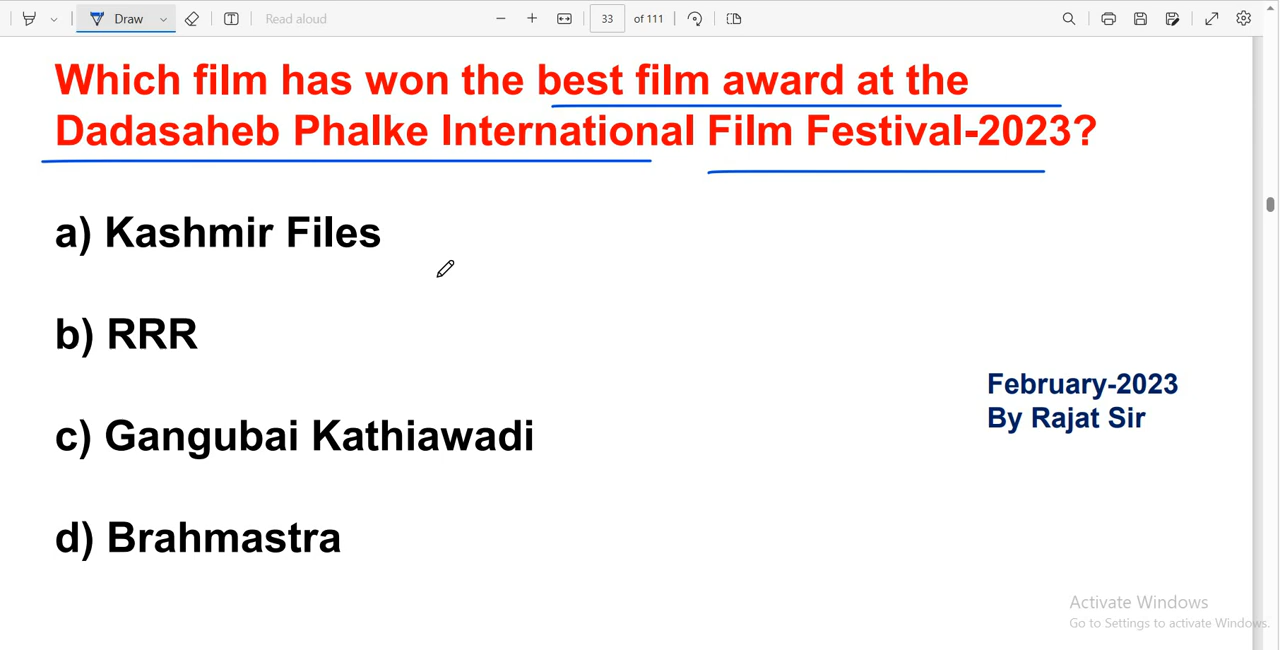 Draw
Read aloud
33 of 111
Which film has won the best film award at the
Dadasaheb Phalke International Film Festival-2023?
a) Kashmir Files
b) RRR
February-2023
By Rajat Sir
c) Gangubai Kathiawadi
d) Brahmastra
Activate Windows
Go to Settings to activate Windows.